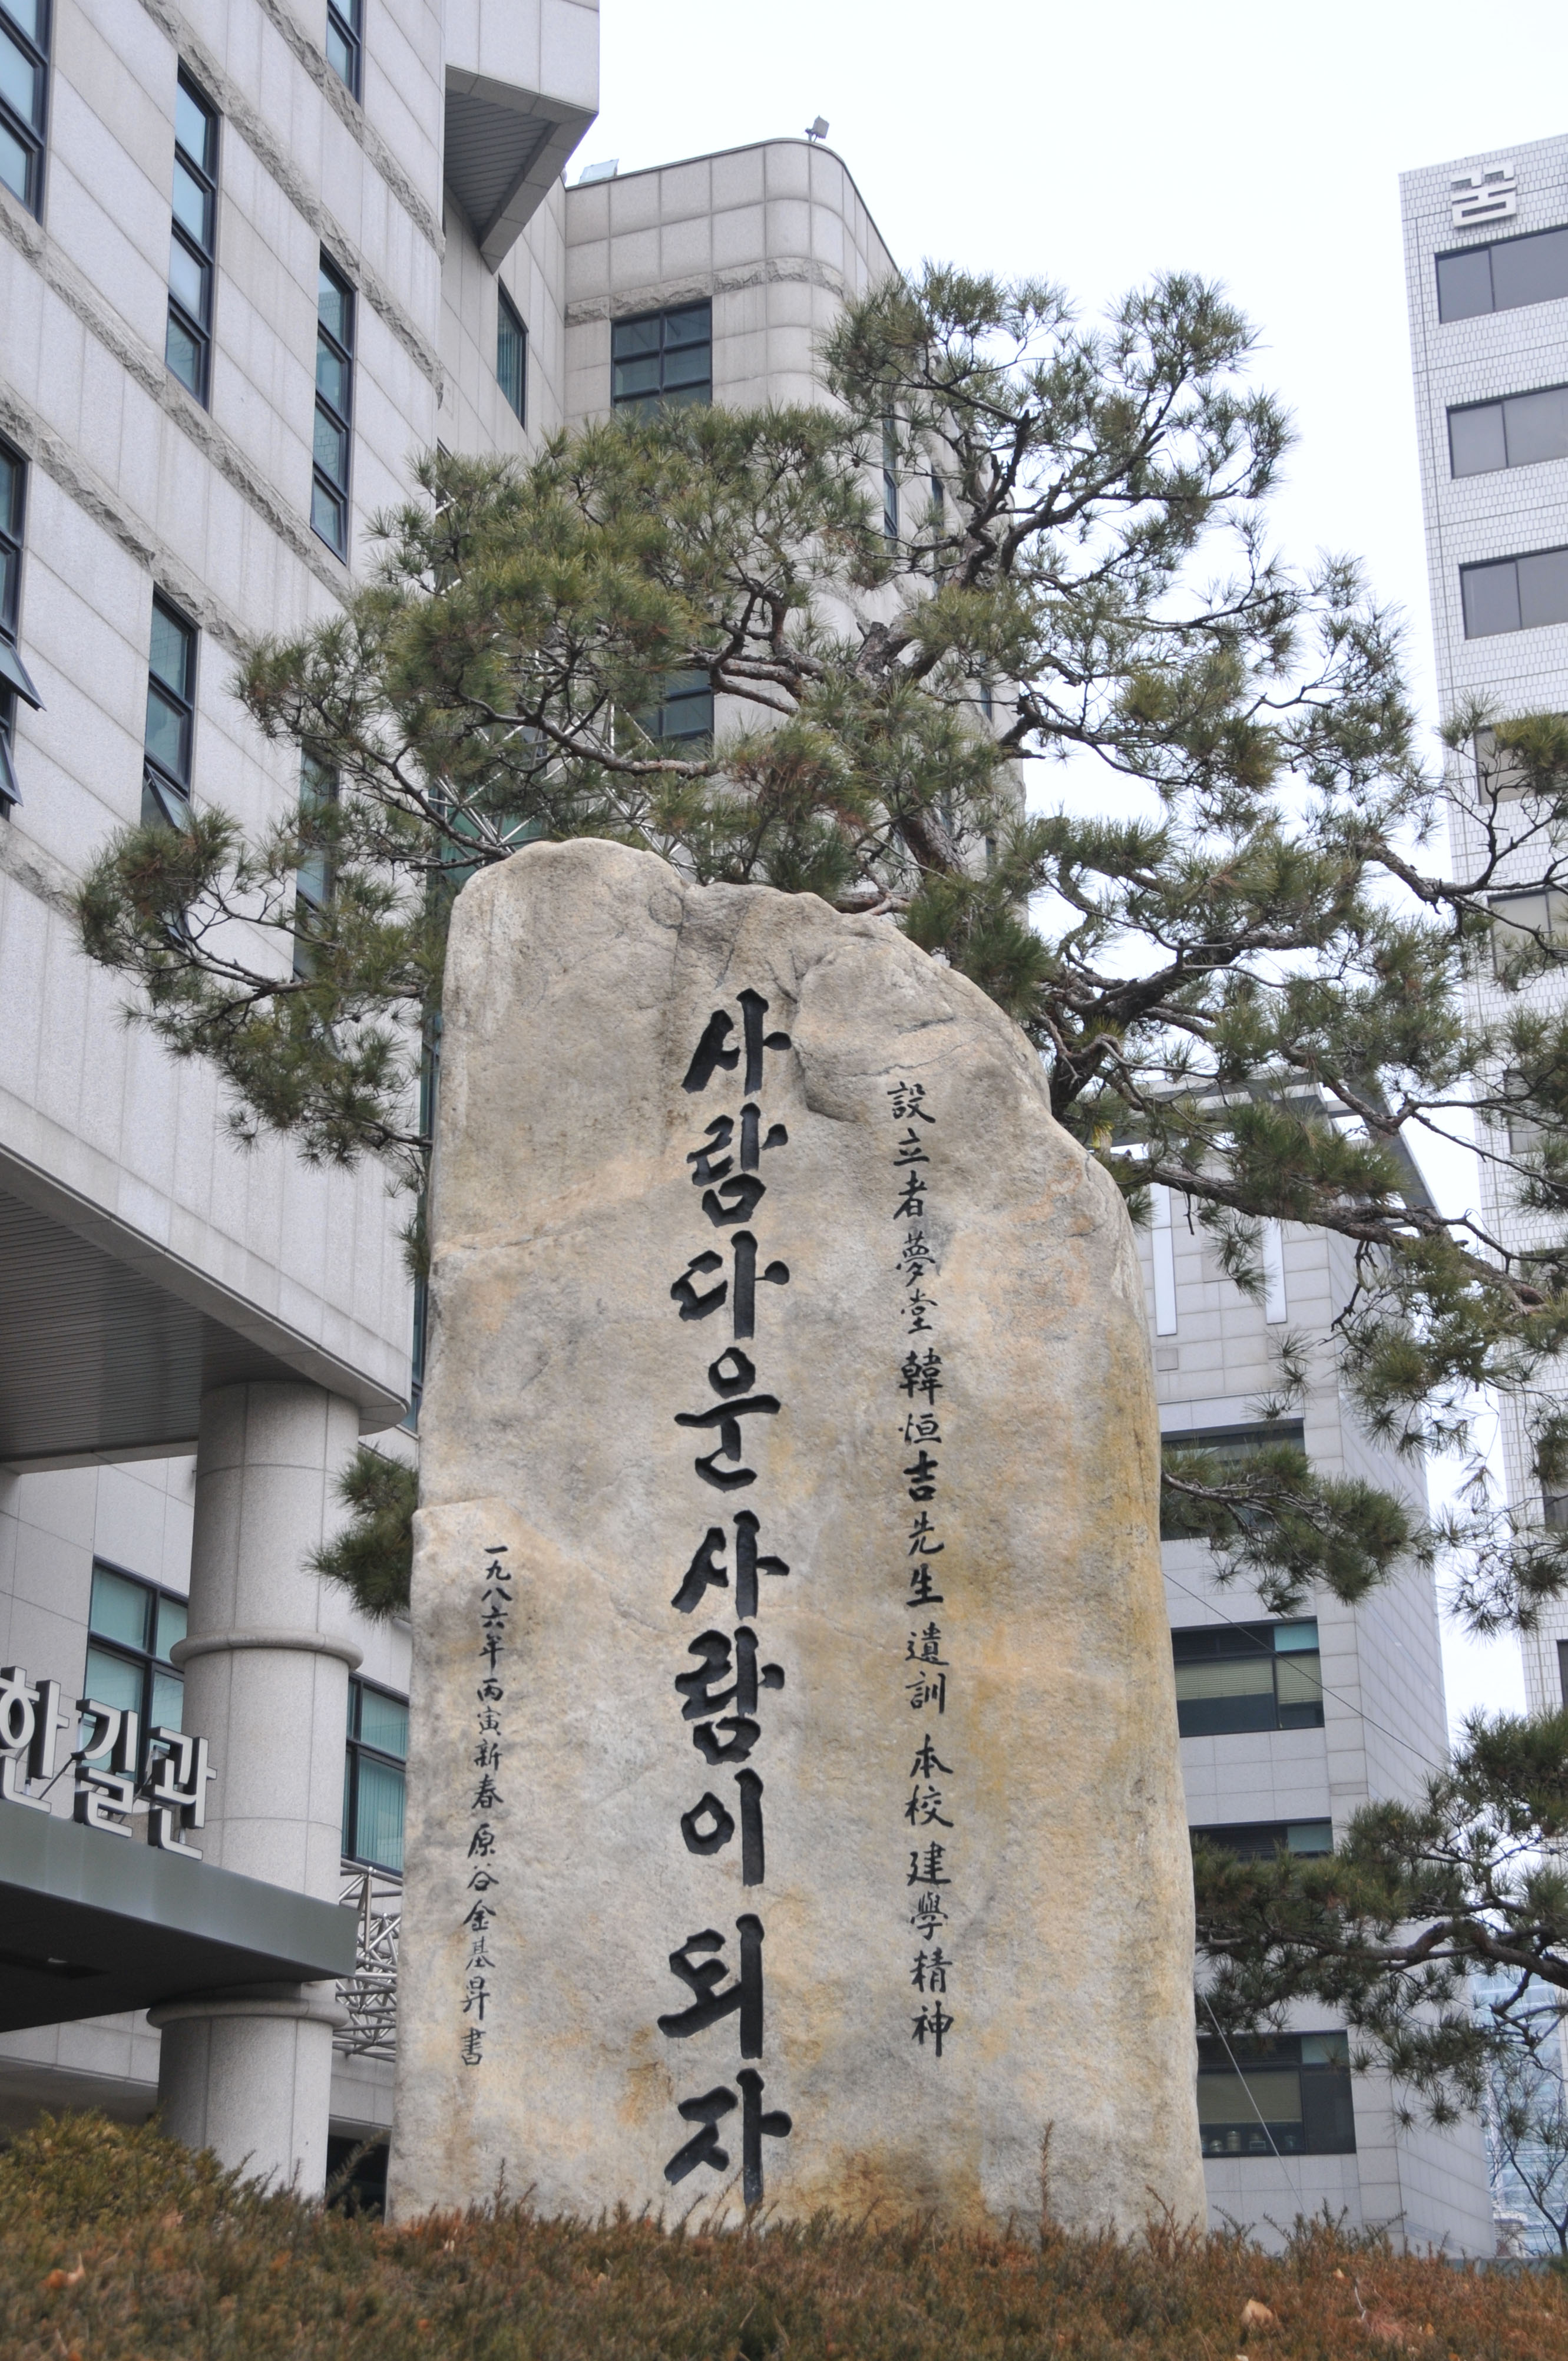 꿈
設立者夢堂韓恒吉先生遺訓 本校建學精神
사람다운 사람이 되자
一九八六年丙寅新春 原谷金基昇書
한길관